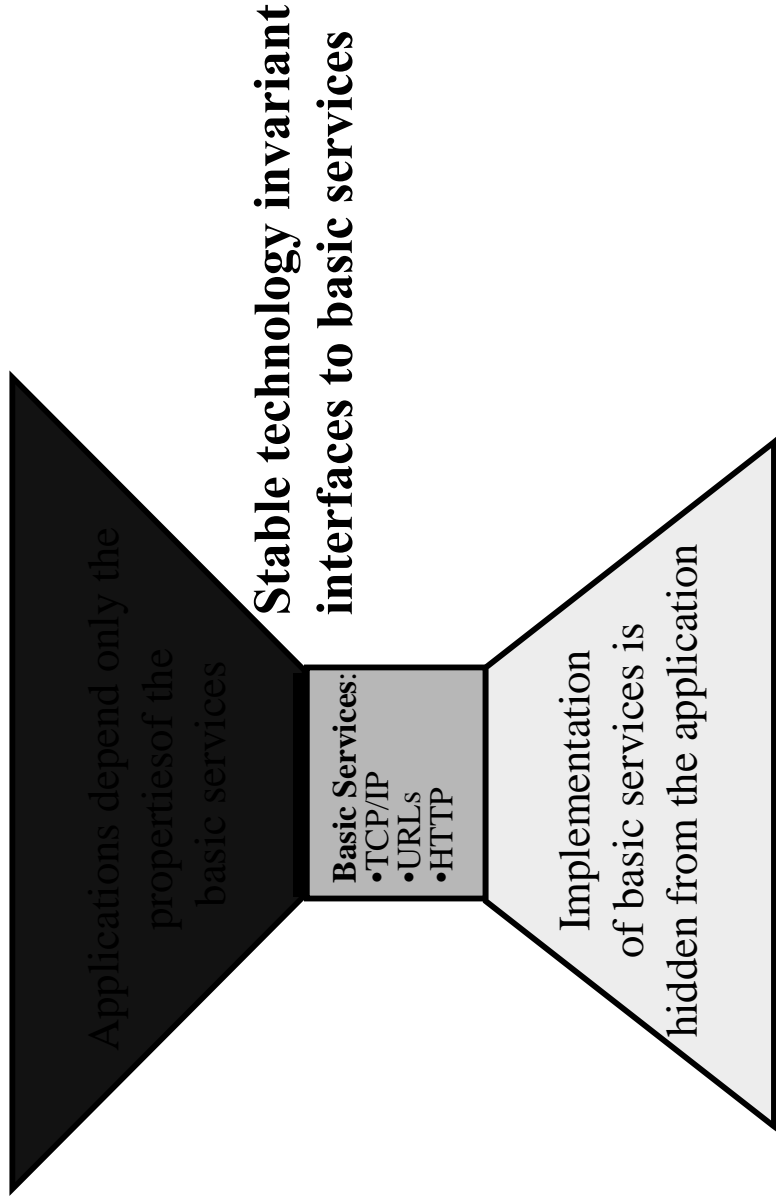 Applications depend only the
propertiesof the
basic services
Stable technology invariant
interfaces to basic services
Basic Services:
•TCP/IP
•URLs
•HTTP
Implementation
of basic services is
hidden from the application